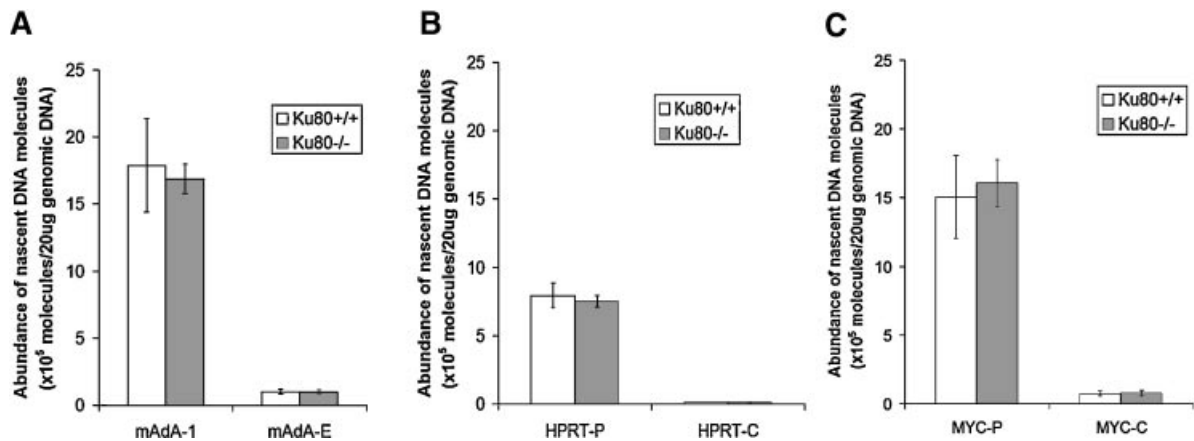 A
Abundance of nascent DNA molecules
(x10⁵ molecules/20ug genomic DNA)
25
20
15
10
5
0
Ku80+/+
Ku80-/-
mAdA-1
mAdA-E
B
Abundance of nascent DNA molecules
(x10⁵ molecules/20ug genomic DNA)
25
20
15
10
5
0
Ku80+/+
Ku80-/-
HPRT-P
HPRT-C
C
Abundance of nascent DNA molecules
(x10⁵ molecules/20ug genomic DNA)
25
20
15
10
5
0
Ku80+/+
Ku80-/-
MYC-P
MYC-C